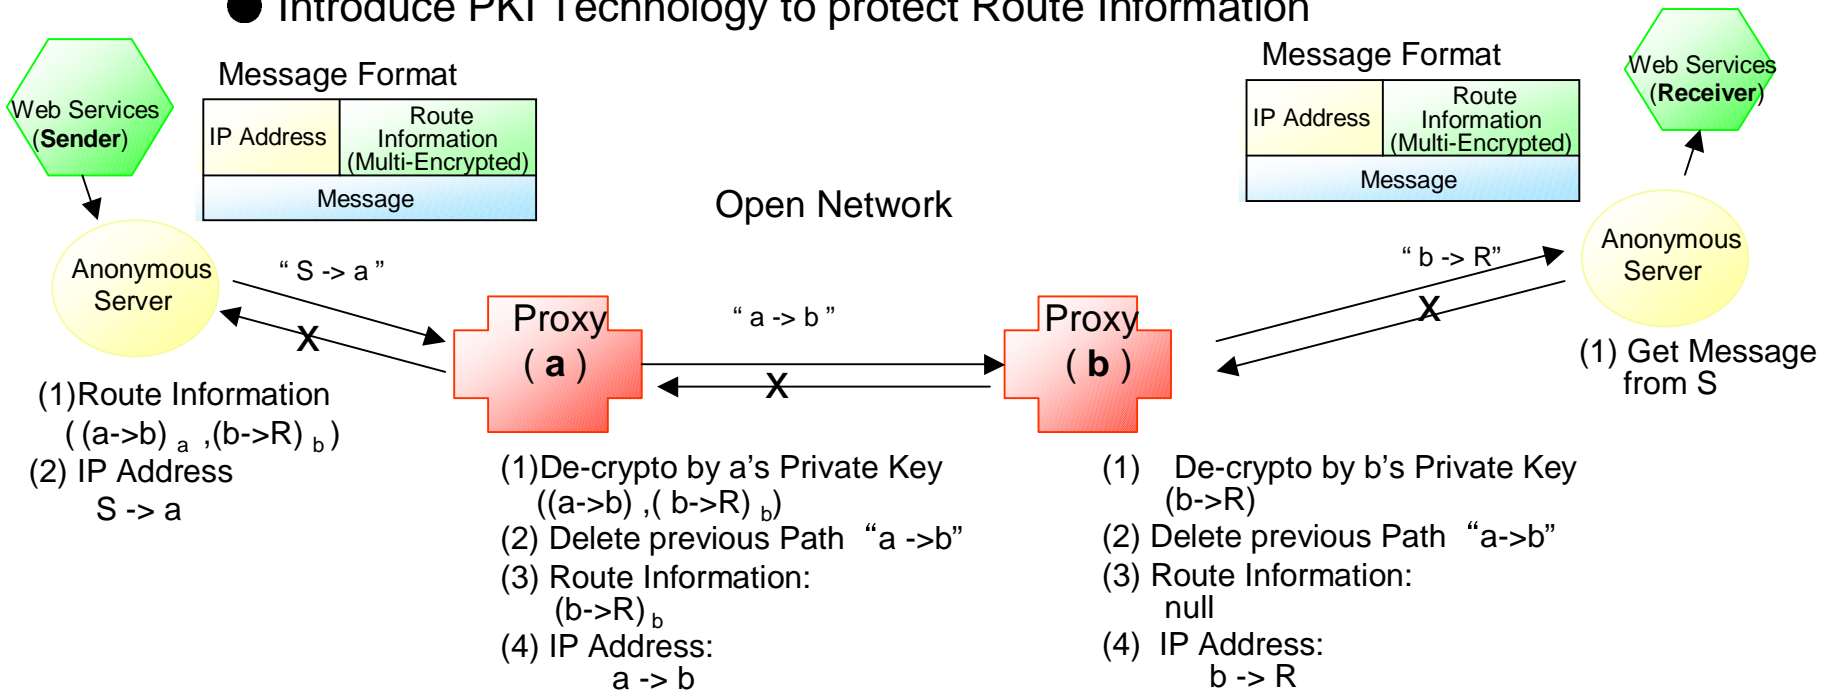 ● Introduce PKI Technology to protect Route Information
Web Services
(Sender)
Message Format
IP Address
Route
Information
(Multi-Encrypted)
Message
Open Network
Message Format
IP Address
Route
Information
(Multi-Encrypted)
Message
Web Services
(Receiver)
Anonymous
Server
“ S -> a ”
X
Proxy
( a )
“ a -> b ”
X
Proxy
( b )
“ b -> R”
X
Anonymous
Server
(1)Route Information
( (a->b) a ,(b->R) b )
(2) IP Address
S -> a
(1)De-crypto by a's Private Key
((a->b) ,( b->R) b)
(2) Delete previous Path “a ->b”
(3) Route Information:
(b->R) b
(4) IP Address:
a -> b
(1) De-crypto by b's Private Key
(b->R)
(2) Delete previous Path “a->b”
(3) Route Information:
null
(4) IP Address:
b -> R
(1) Get Message
from S